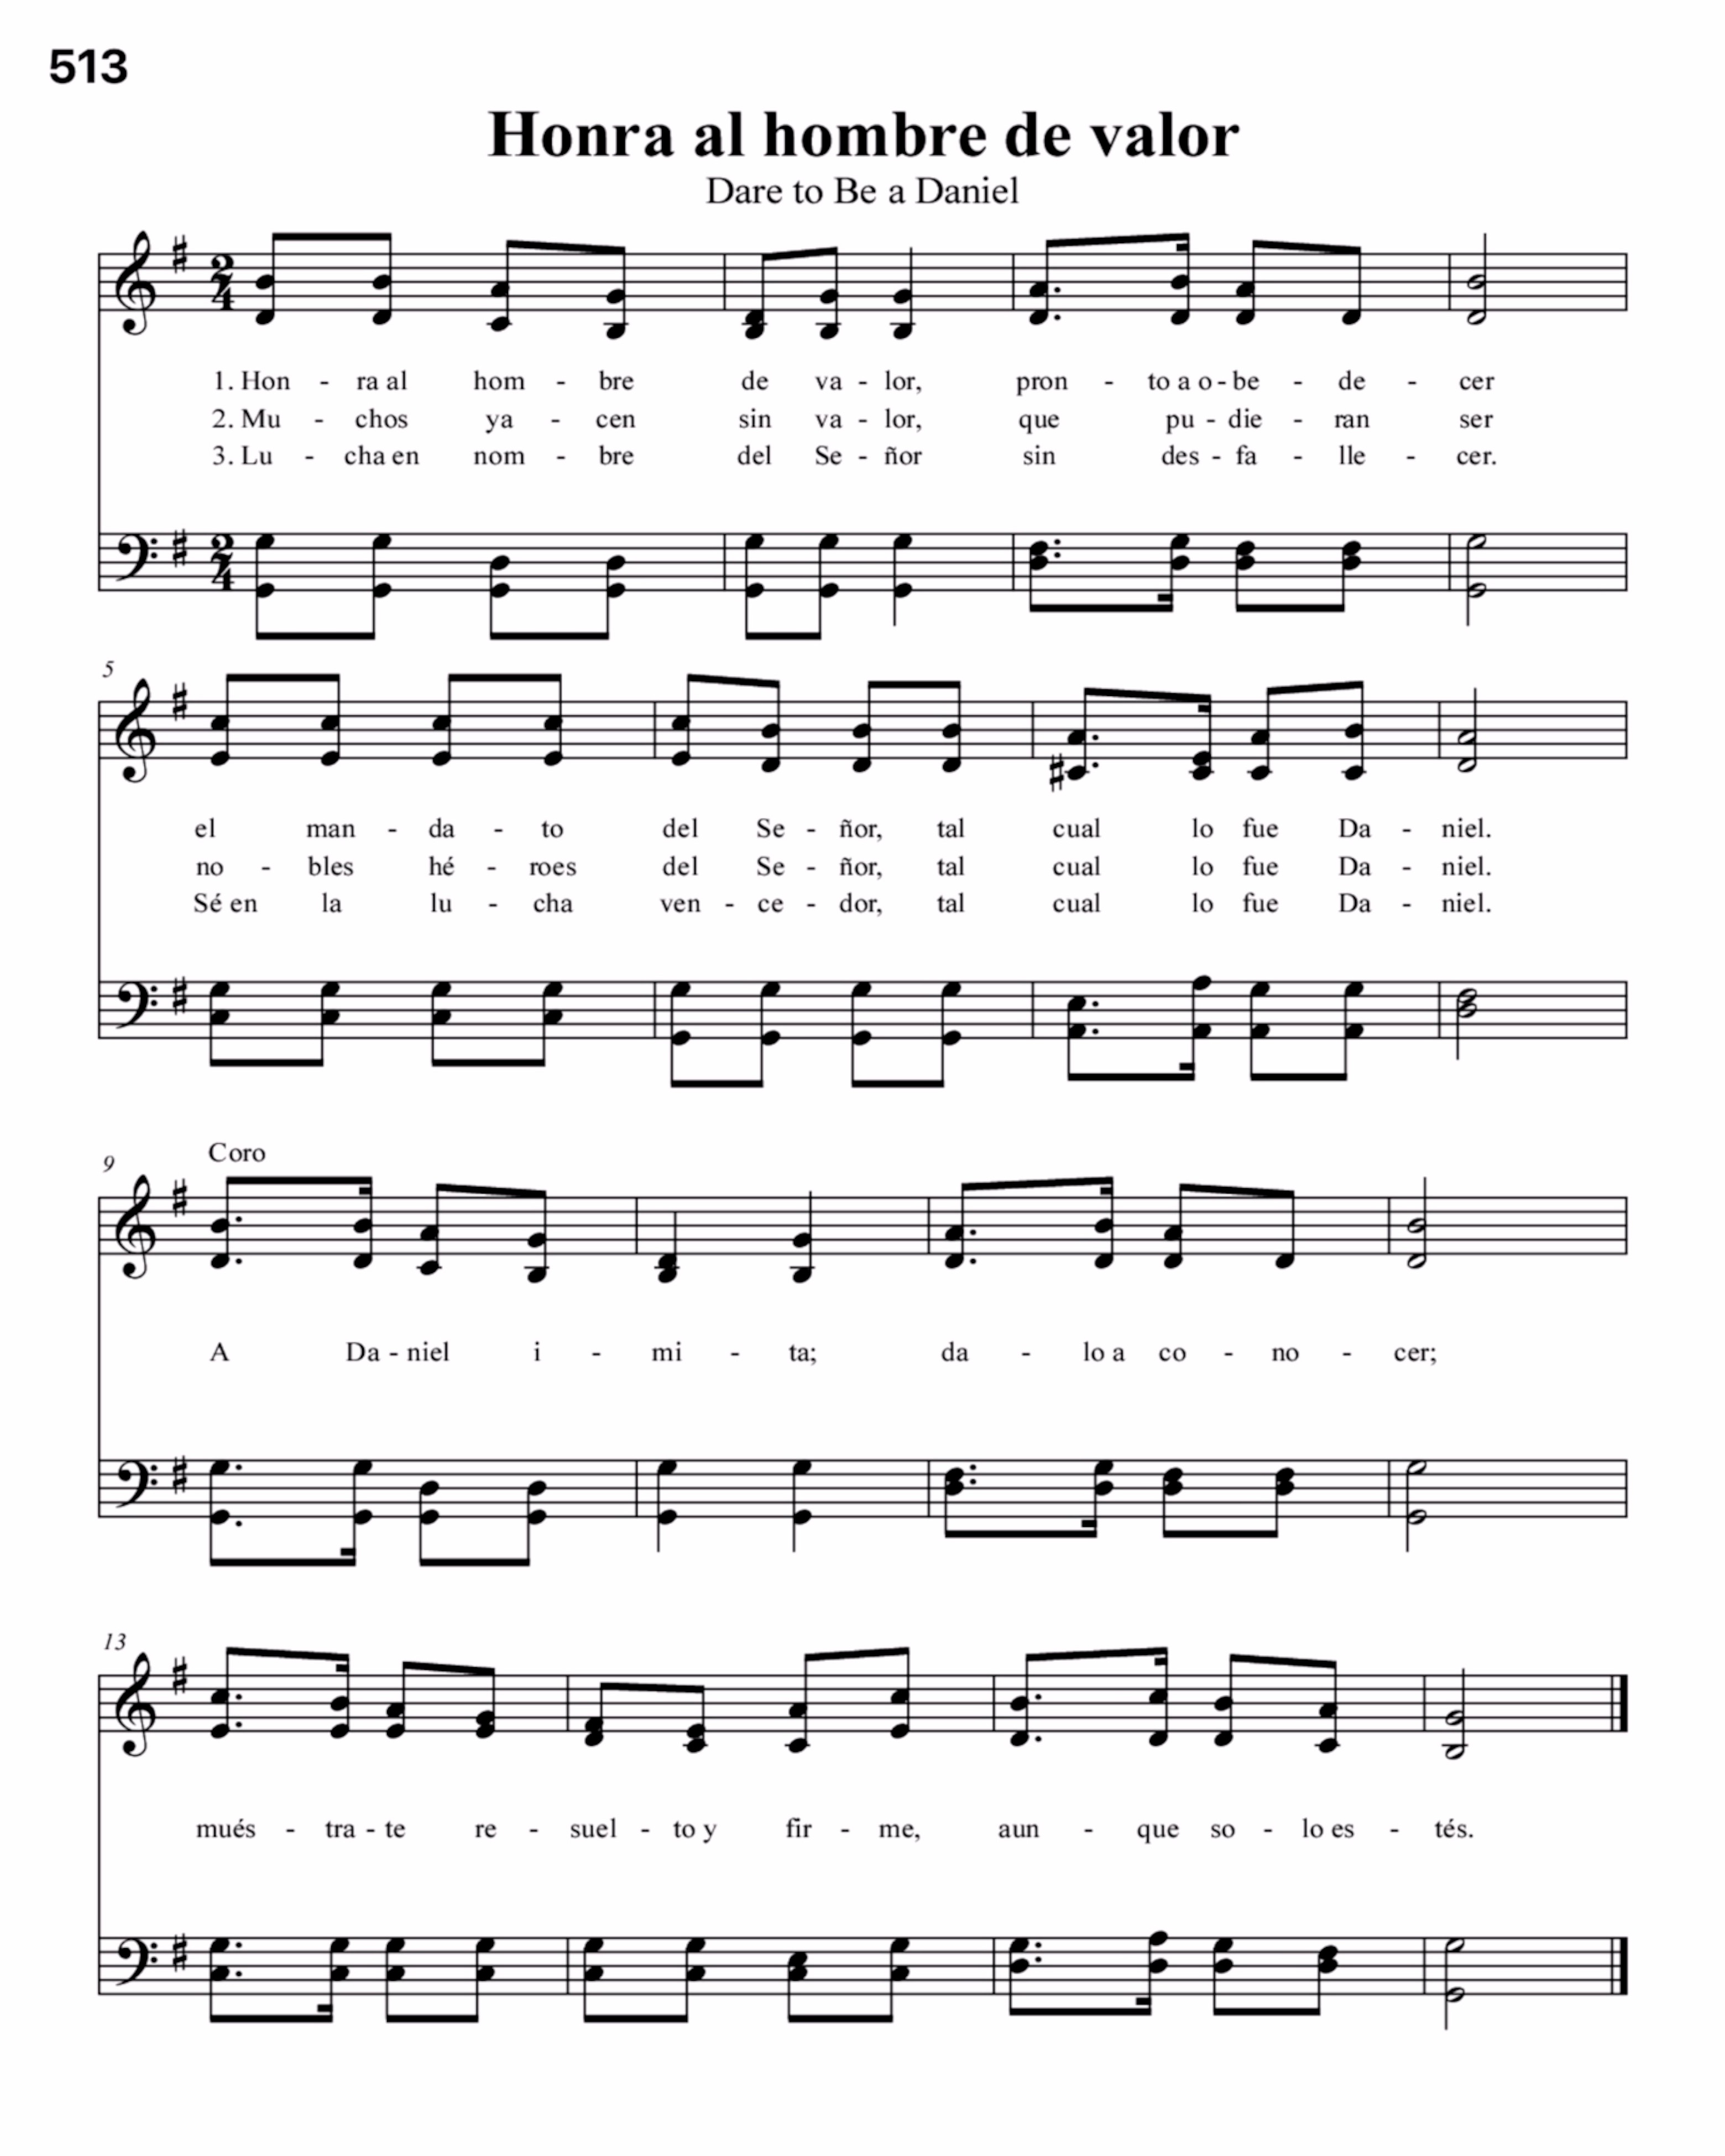 513
Honra al hombre de valor
Dare to Be a Daniel
2
4
1. Hon - ra al hom - bre de va - lor, pron - to a o - be - de - cer
2. Mu - chos ya - cen sin va - lor, que pu - die - ran ser
3. Lu - cha en nom - bre del Se - ñor sin des - fa - lle - cer.
2
4
5
el man - da - to del Se - ñor, tal cual lo fue Da - niel.
no - bles hé - roes del Se - ñor, tal cual lo fue Da - niel.
Sé en la lu - cha ven - ce - dor, tal cual lo fue Da - niel.
9
Coro
A Da - niel i - mi - ta; da - lo a co - no - cer;
13
més - tra - te re - suel - to y fir - me, aun - que so - lo es - tés.